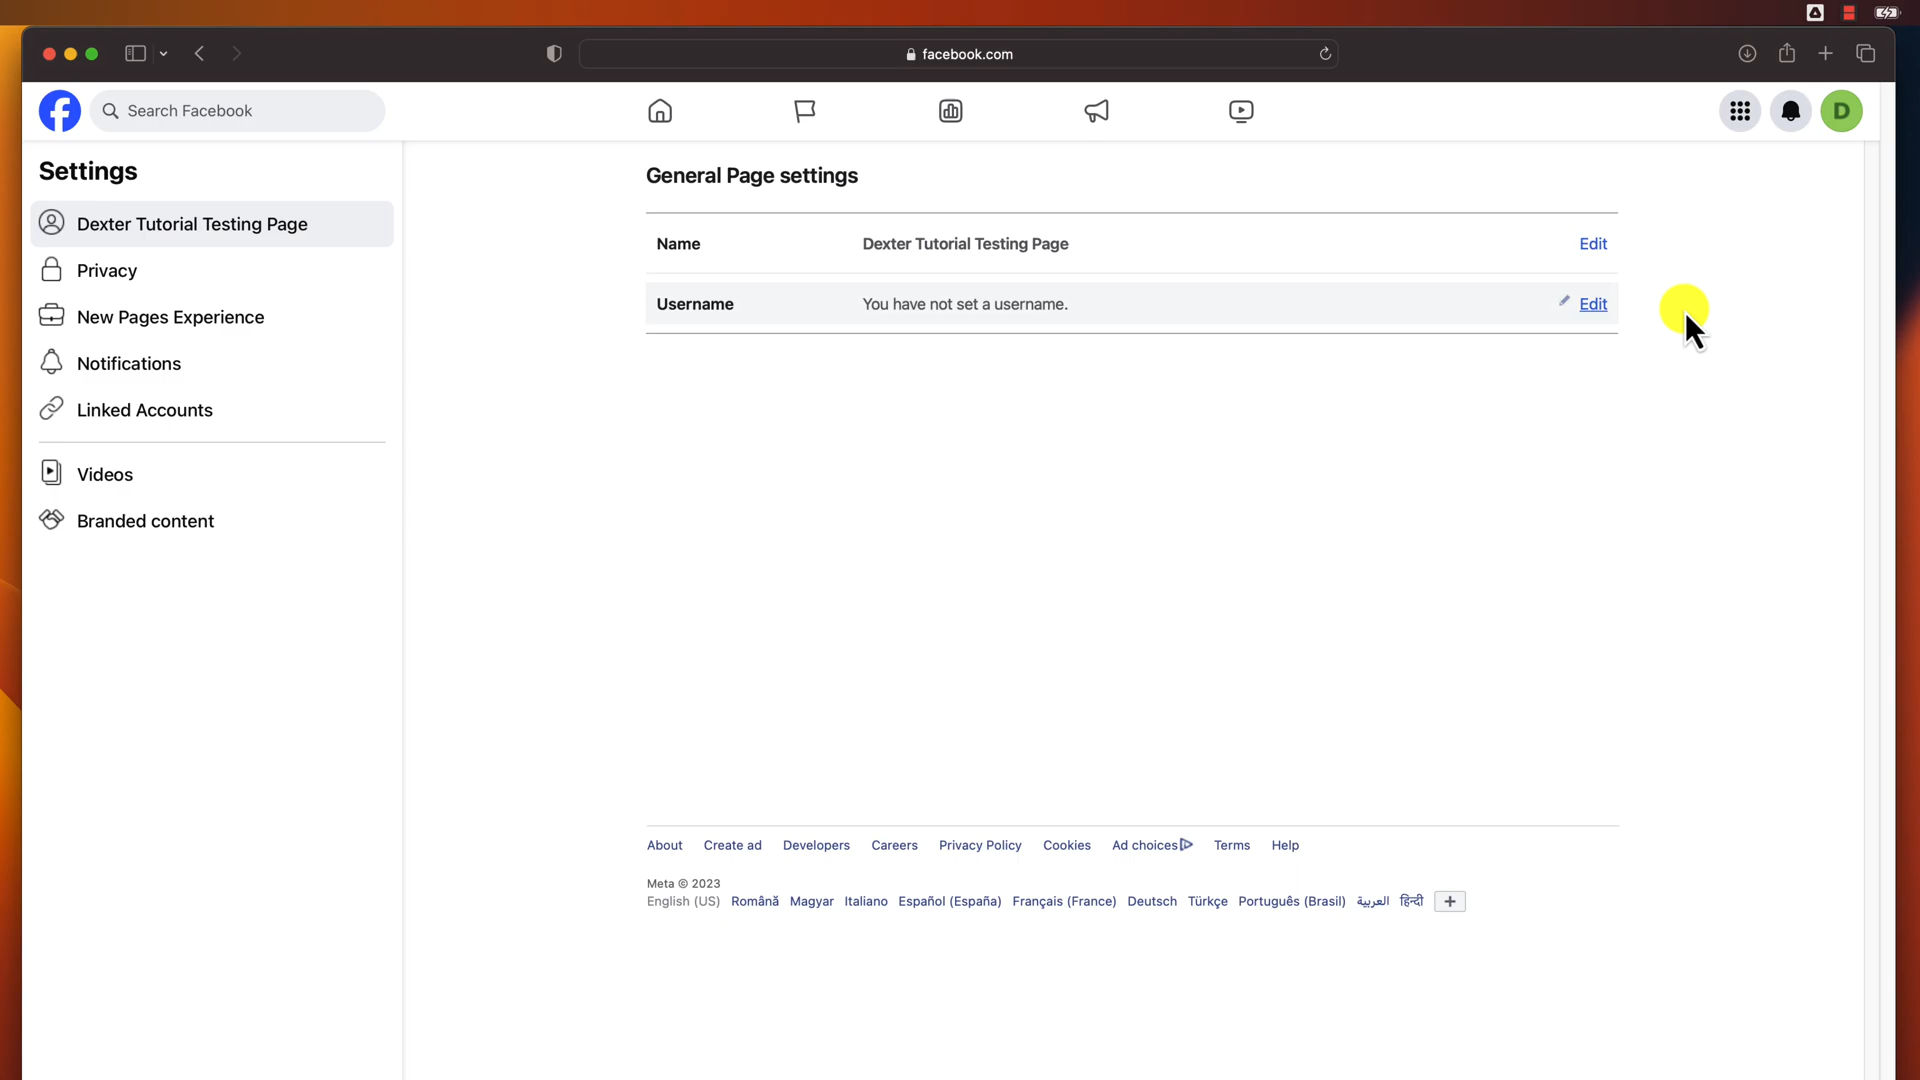 facebook.com
Search Facebook
D
Settings
Dexter Tutorial Testing Page
Privacy
New Pages Experience
Notifications
Linked Accounts
Videos
Branded content
General Page settings
Name Dexter Tutorial Testing Page Edit
Username You have not set a username. Edit
About Create ad Developers Careers Privacy Policy Cookies Ad choices Terms Help
Meta © 2023
English (US) Română Magyar Italiano Español (España) Français (France) Deutsch Türkçe Português (Brasil) العربية हिन्दी +